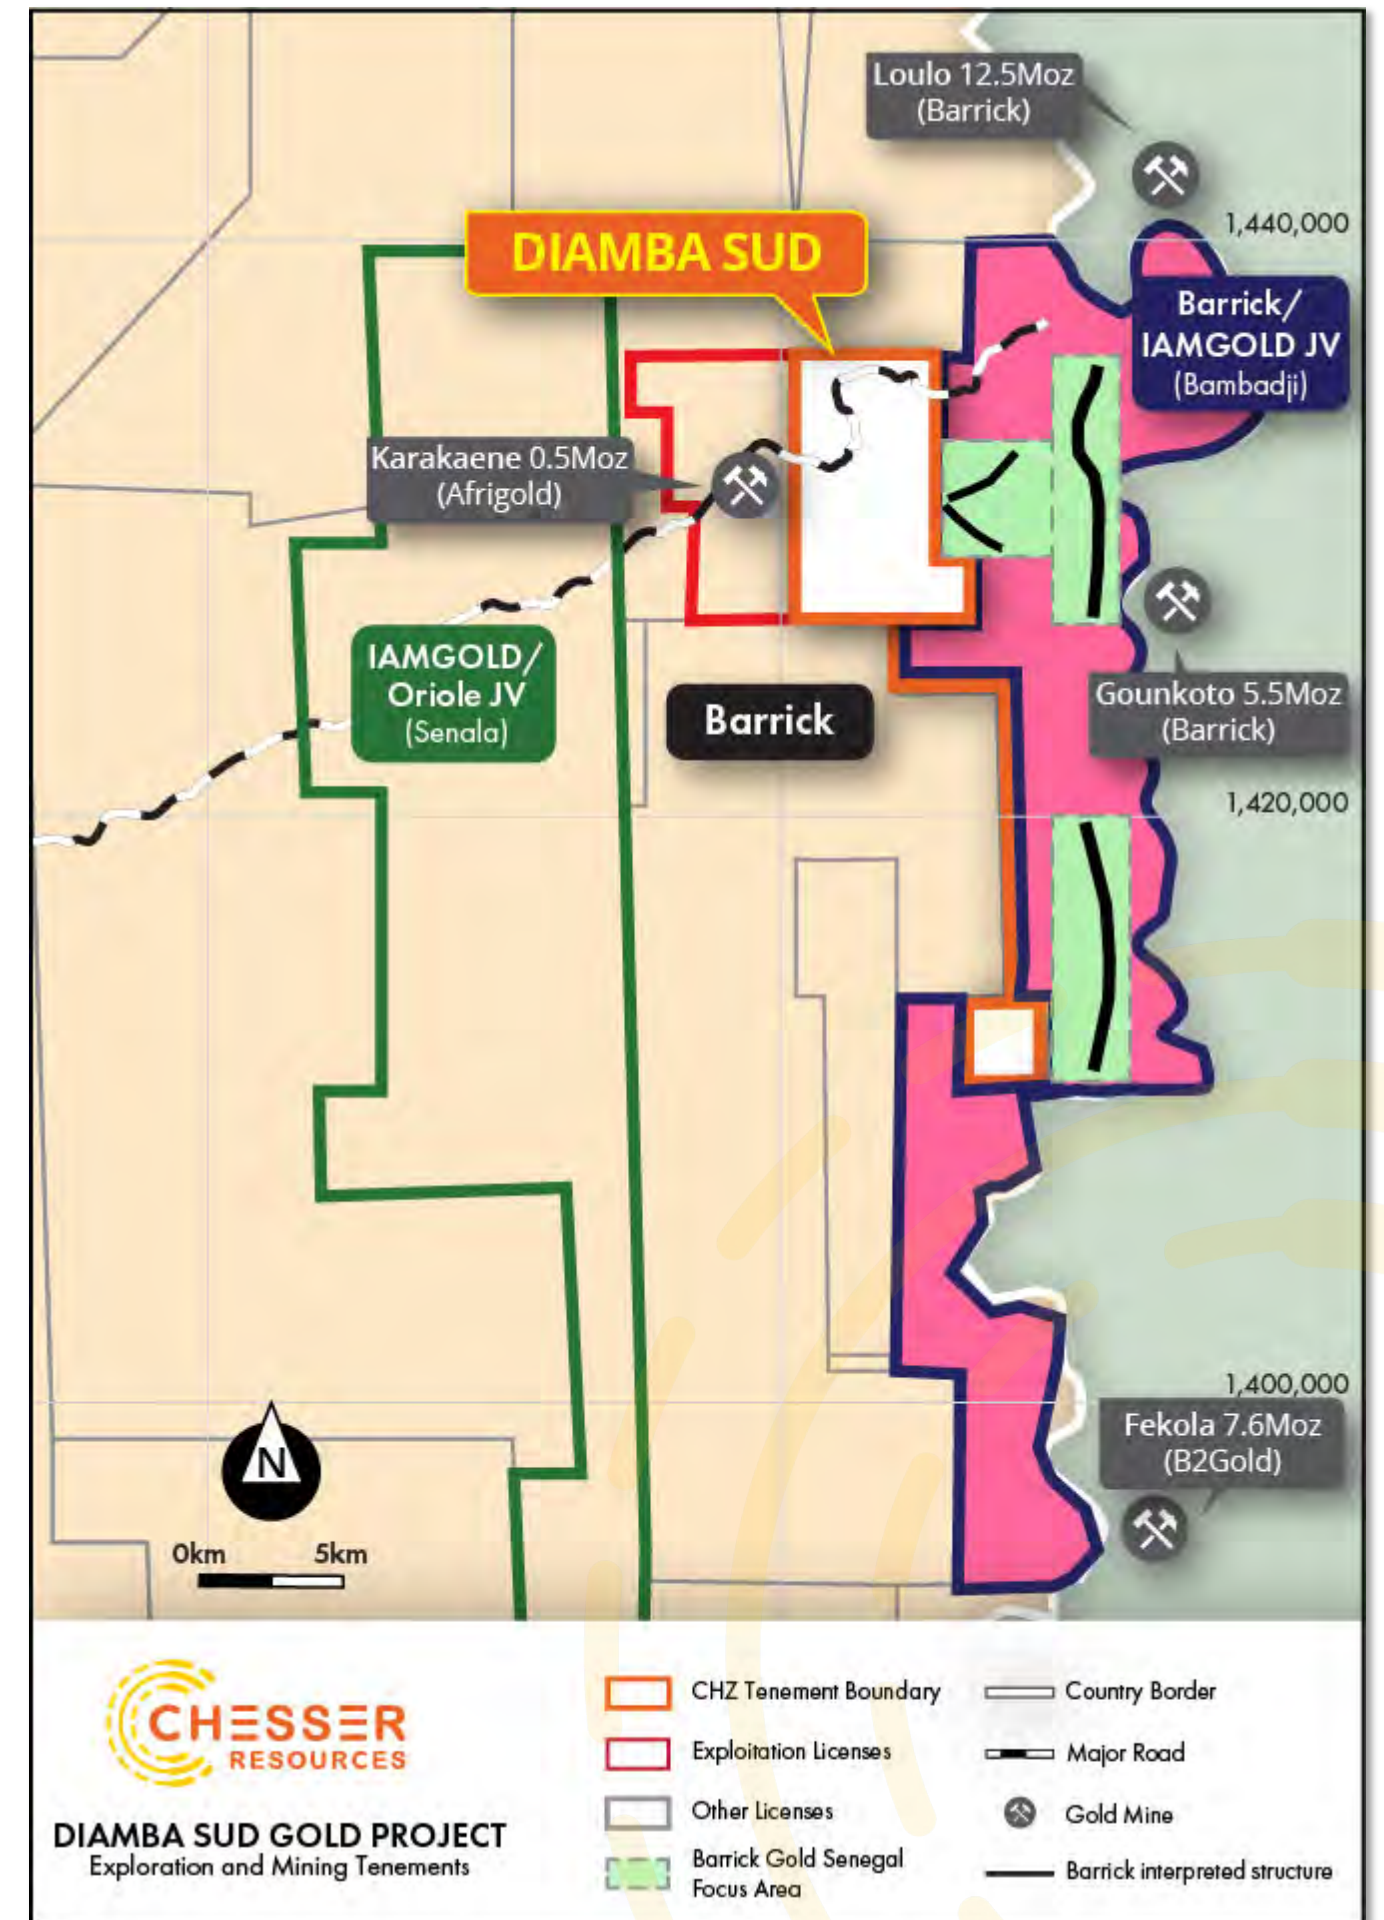 Loulo 12.5Moz
(Barrick)
1,440,000
DIAMBA SUD
Barrick/
IAMGOLD JV
(Bambadji)
Karakaene 0.5Moz
(Afrigold)
IAMGOLD/
Oriole JV
(Senala)
Barrick
Gounkoto 5.5Moz
(Barrick)
1,420,000
1,400,000
Fekola 7.6Moz
(B2Gold)
N
0km 5km
CHESSER
RESOURCES
DIAMBA SUD GOLD PROJECT
Exploration and Mining Tenements
CHZ Tenement Boundary
Exploitation Licenses
Other Licenses
Barrick Gold Senegal
Focus Area
Country Border
Major Road
Gold Mine
Barrick interpreted structure